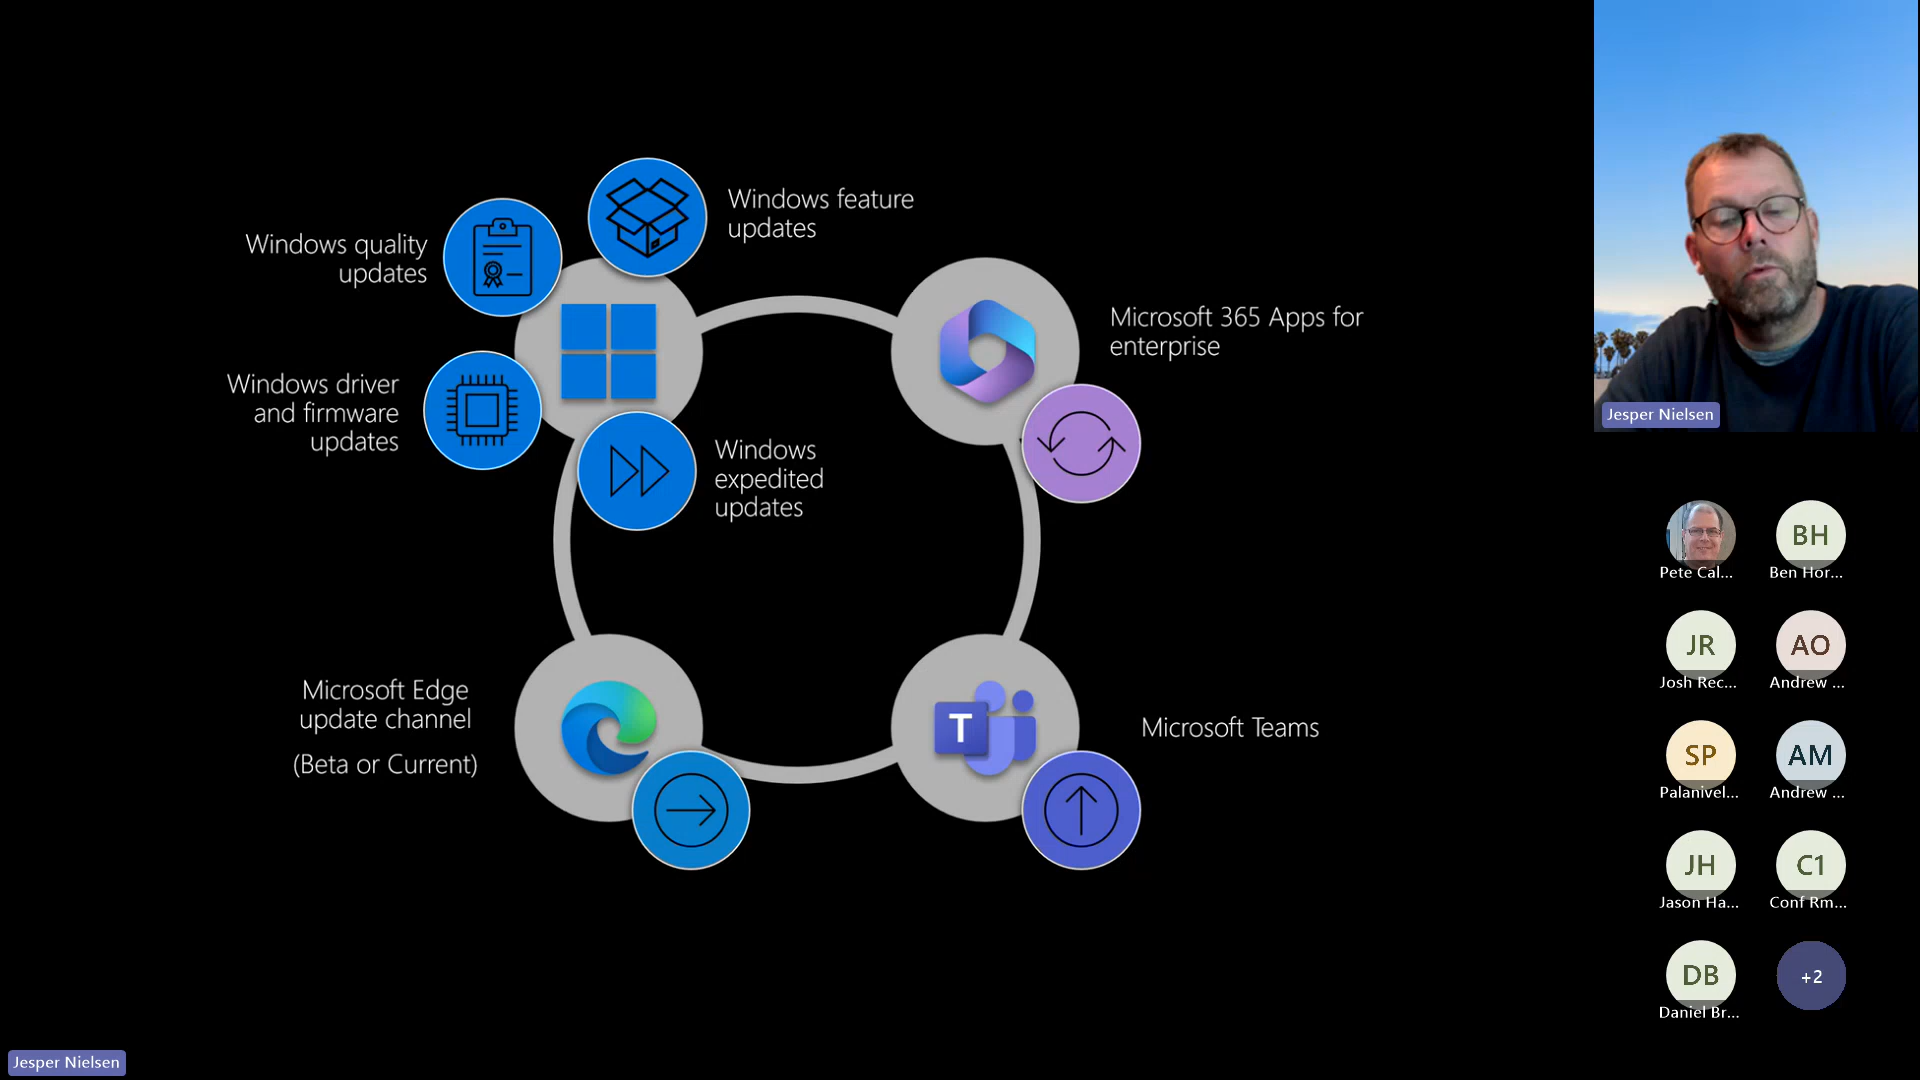 Windows feature
updates
Windows quality
updates
Microsoft 365 Apps for
enterprise
Windows driver
and firmware
updates
Windows
expedited
updates
Microsoft Edge
update channel
(Beta or Current)
T
Microsoft Teams
Jesper Nielsen
Pete Cal...
BH
Ben Hor...
JR
Josh Rec...
AO
Andrew ...
SP
Palanivel...
AM
Andrew ...
JH
Jason Ha...
C1
Conf Rm...
DB
Daniel Br...
+2
Jesper Nielsen